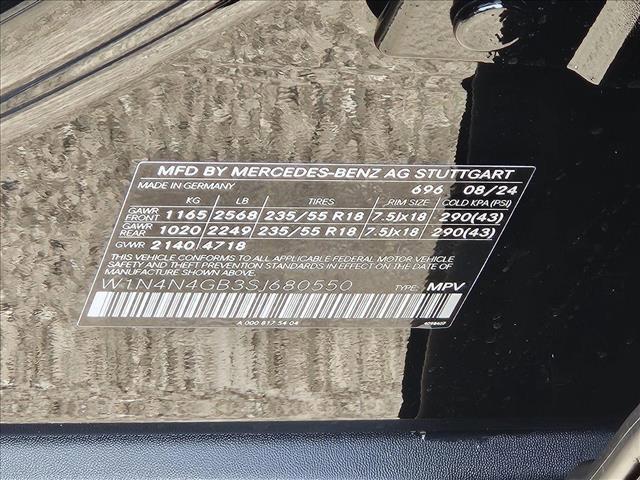 MFD BY MERCEDES-BENZ AG STUTTGART
MADE IN GERMANY 696 08/24
KG LB TIRES RIM SIZE COLD KPA (PSI)
GAWR FRONT 1165 2568 235/55 R18 7.5Jx18 290(43)
GAWR REAR 1020 2249 235/55 R18 7.5Jx18 290(43)
GVWR 2140 4718
THIS VEHICLE CONFORMS TO ALL APPLICABLE FEDERAL MOTOR VEHICLE
SAFETY AND THEFT PREVENTION STANDARDS IN EFFECT
ON THE DATE OF MANUFACTURE SHOWN ABOVE
W1N4N4GB3SJ680550 TYPE: MPV
A 000 817 54 04